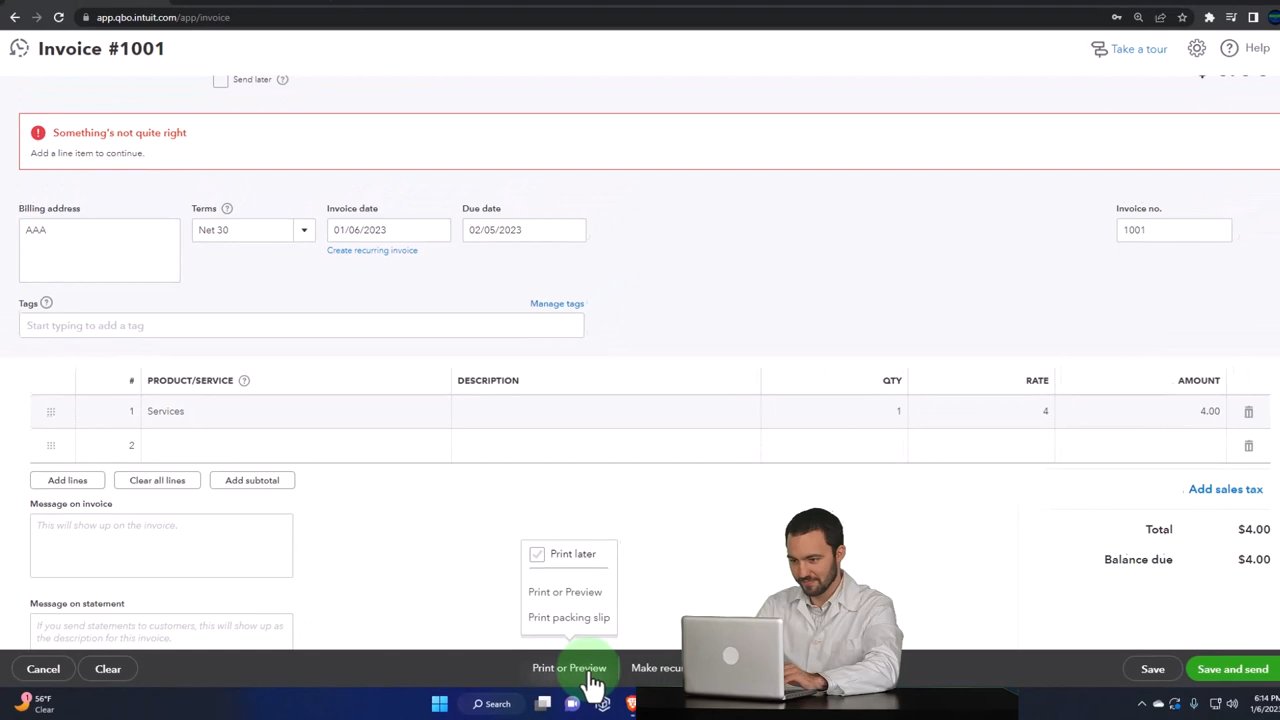 app.qbo.intuit.com/app/invoice
Invoice #1001
Take a tour
Help
Send later
Something's not quite right
Add a line item to continue.
Billing address
Terms
Invoice date
Due date
Invoice no.
AAA
Net 30
01/06/2023
02/05/2023
1001
Create recurring invoice
Tags
Manage tags
Start typing to add a tag
# PRODUCT/SERVICE DESCRIPTION QTY RATE AMOUNT
1 Services 1 4 4.00
2
Add lines
Clear all lines
Add subtotal
Add sales tax
Message on invoice
This will show up on the invoice.
Total $4.00
Balance due $4.00
Print later
Print or Preview
Print packing slip
Message on statement
If you send statements to customers, this will show up as
the description for this invoice.
Cancel
Clear
Print or Preview
Save
Save and send
56°F
Clear
Search
6:14 PM